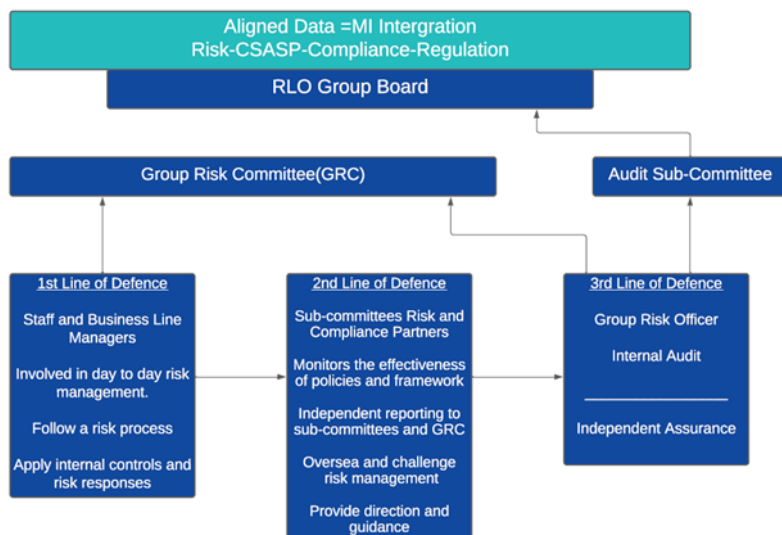 Aligned Data =MI Intergration
Risk-CSASP-Compliance-Regulation
RLO Group Board
Group Risk Committee(GRC)
Audit Sub-Committee
1st Line of Defence
Staff and Business Line
Managers
Involved in day to day risk
management.
Follow a risk process
Apply internal controls and
risk responses
2nd Line of Defence
Sub-committees Risk and
Compliance Partners
Monitors the effectiveness
of policies and framework
Independent reporting to
sub-committees and GRC
Oversea and challenge
risk management
Provide direction and
guidance
3rd Line of Defence
Group Risk Officer
Internal Audit
Independent Assurance